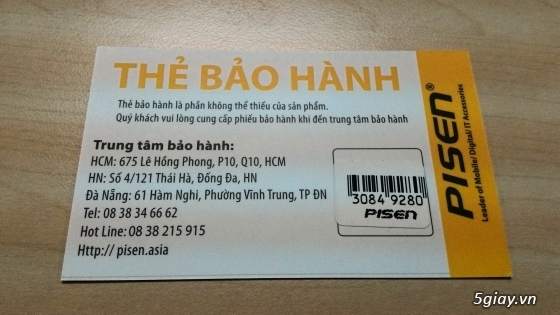 THẺ BẢO HÀNH
Thẻ bảo hành là phần không thể thiếu của sản phẩm.
Quý khách vui lòng cung cấp phiếu bảo hành khi đến trung tâm bảo hành
Trung tâm bảo hành:
HCM: 675 Lê Hồng Phong, P10, Q10, HCM
HN: Số 4/121 Thái Hà, Đống Đa, HN
Đà Nẵng: 61 Hàm Nghi, Phường Vĩnh Trung, TP ĐN
Tel: 08 38 34 66 62
Hot Line: 08 38 215 915
Http:// pisen.asia
3084 9280
PISEN
PISEN®
Leader of Mobile/ Digital/ IT Accessories
5giay.vn